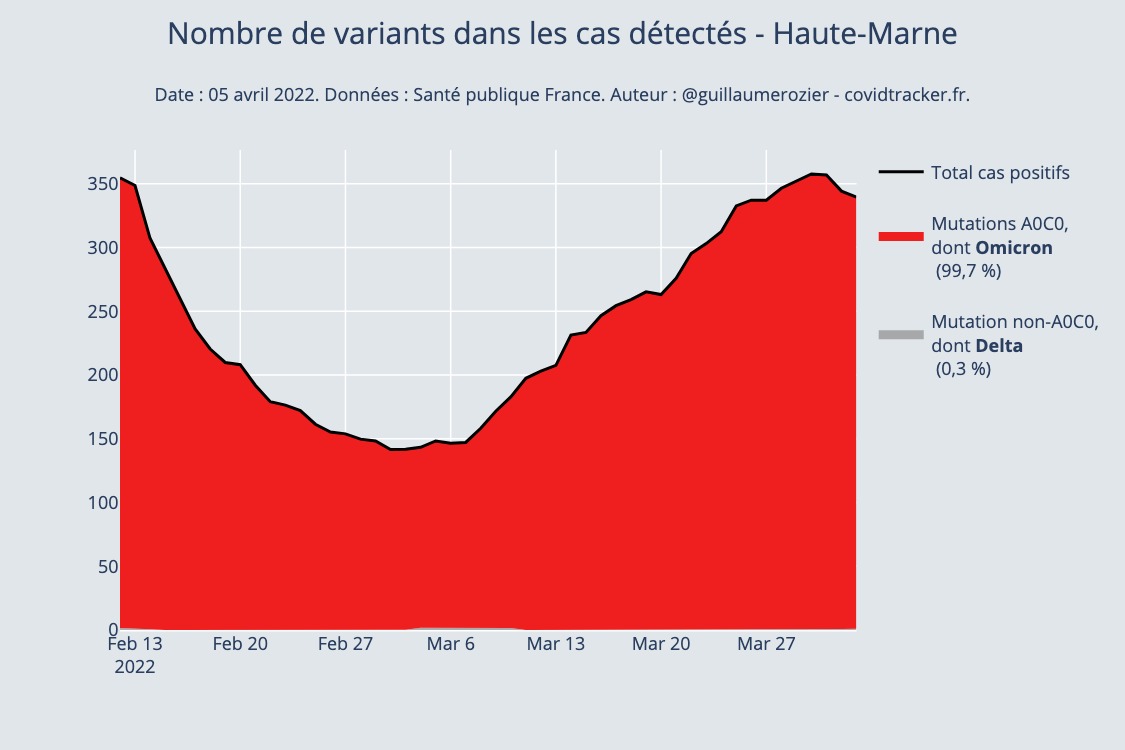 Nombre de variants dans les cas détectés - Haute-Marne
Date : 05 avril 2022. Données : Santé publique France. Auteur : @guillaumerozier - covidtracker.fr.
Total cas positifs
Mutations A0C0,
dont Omicron
(99,7 %)
Mutation non-A0C0,
dont Delta
(0,3 %)
350
300
250
200
150
100
50
0
Feb 13 Feb 20 Feb 27 Mar 6 Mar 13 Mar 20 Mar 27
2022